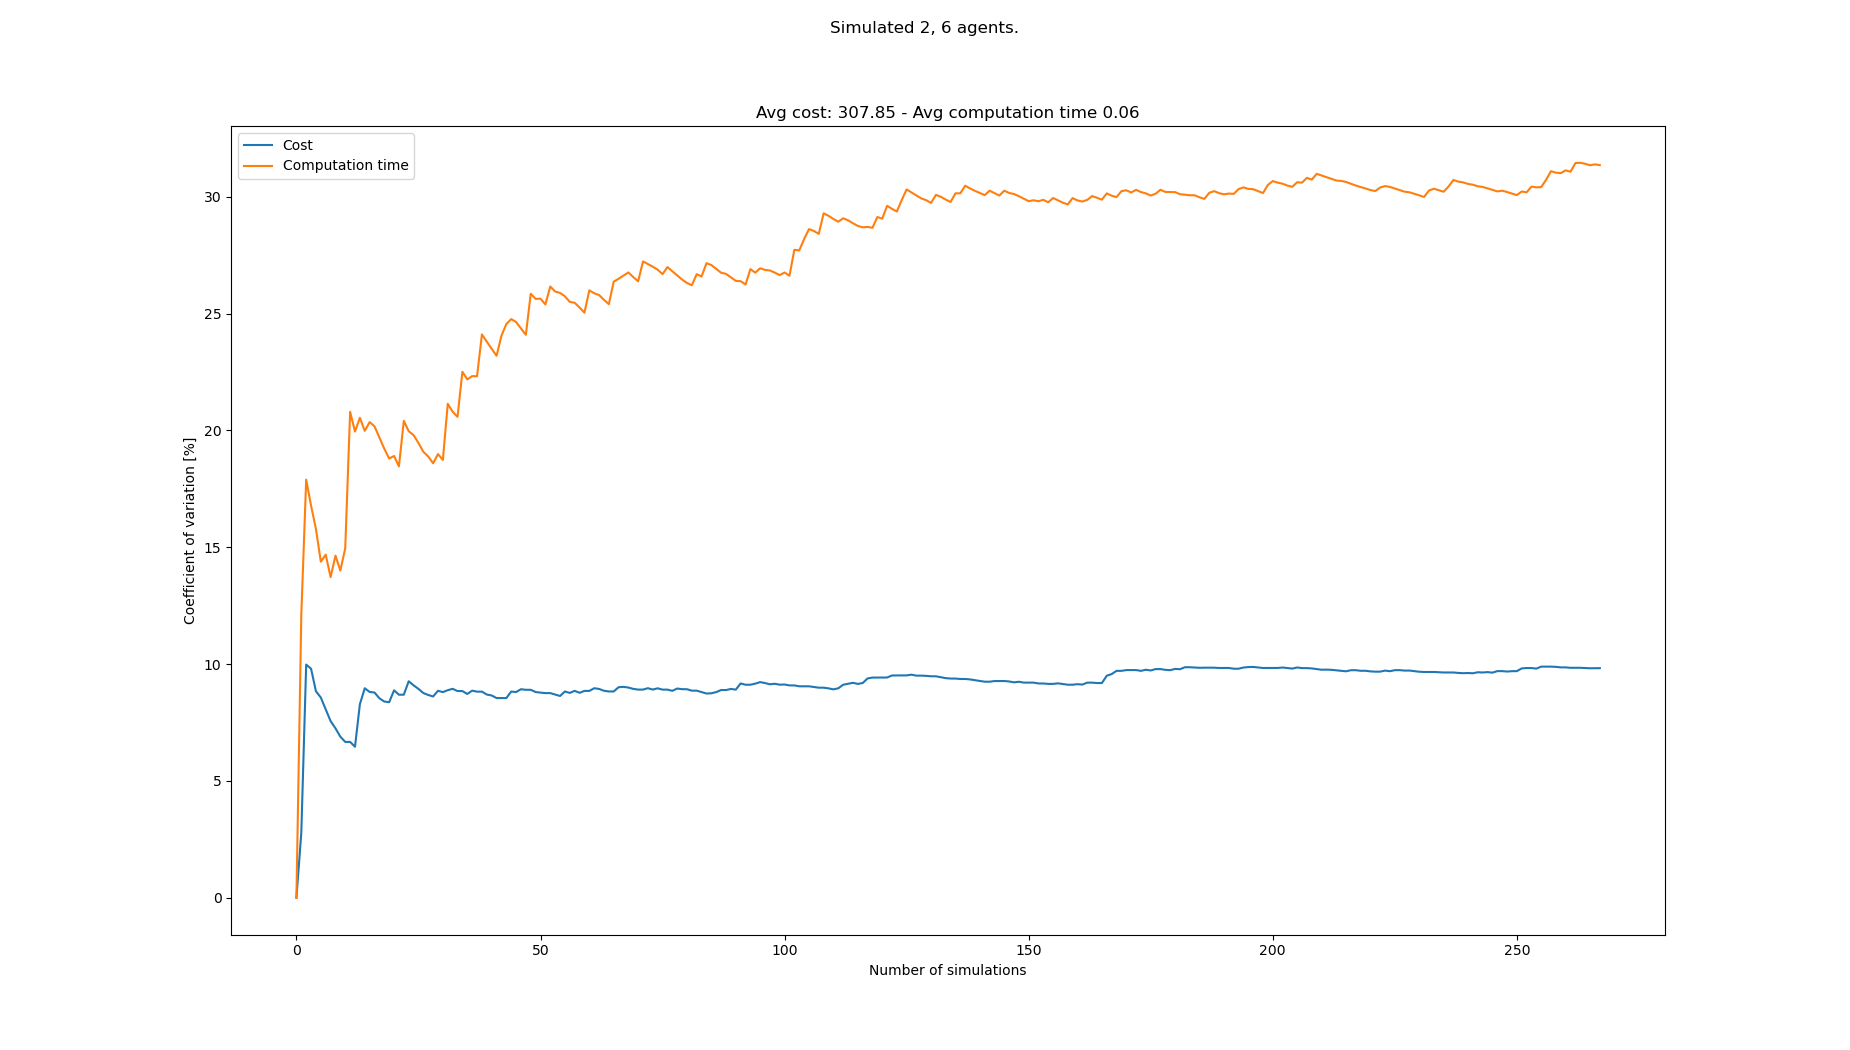 Simulated 2, 6 agents.
Avg cost: 307.85 - Avg computation time 0.06
Cost
Computation time
Coefficient of variation [%]
30
25
20
15
10
5
0
0 50 100 150 200 250
Number of simulations